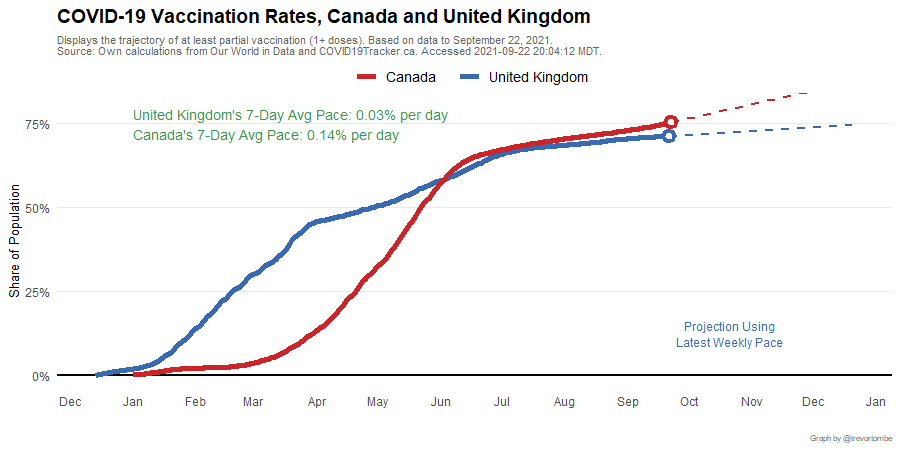 COVID-19 Vaccination Rates, Canada and United Kingdom
Displays the trajectory of at least partial vaccination (1+ doses). Based on data to September 22, 2021.
Source: Own calculations from Our World in Data and COVID19Tracker.ca. Accessed 2021-09-22 20:04:12 MDT.
Canada United Kingdom
United Kingdom's 7-Day Avg Pace: 0.03% per day
Canada's 7-Day Avg Pace: 0.14% per day
75%
50%
25%
0%
Share of Population
Projection Using
Latest Weekly Pace
Dec Jan Feb Mar Apr May Jun Jul Aug Sep Oct Nov Dec Jan
Graph by @trevortombe